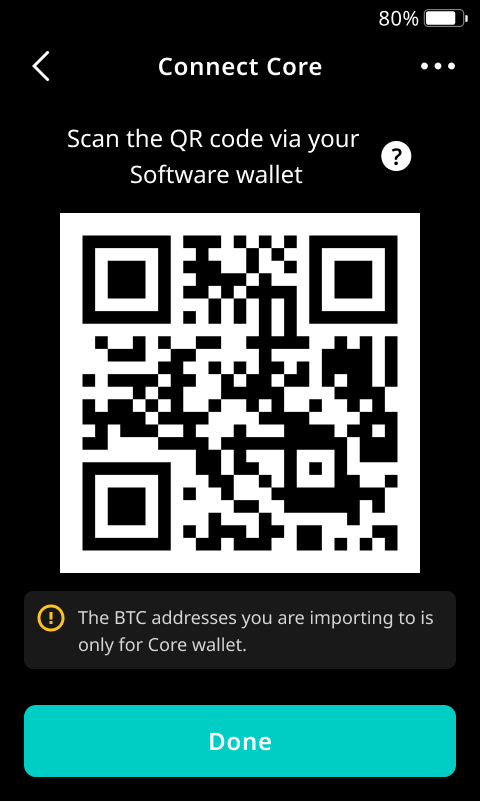 80%
Connect Core
Scan the QR code via your
Software wallet
?
The BTC addresses you are importing to is
only for Core wallet.
Done